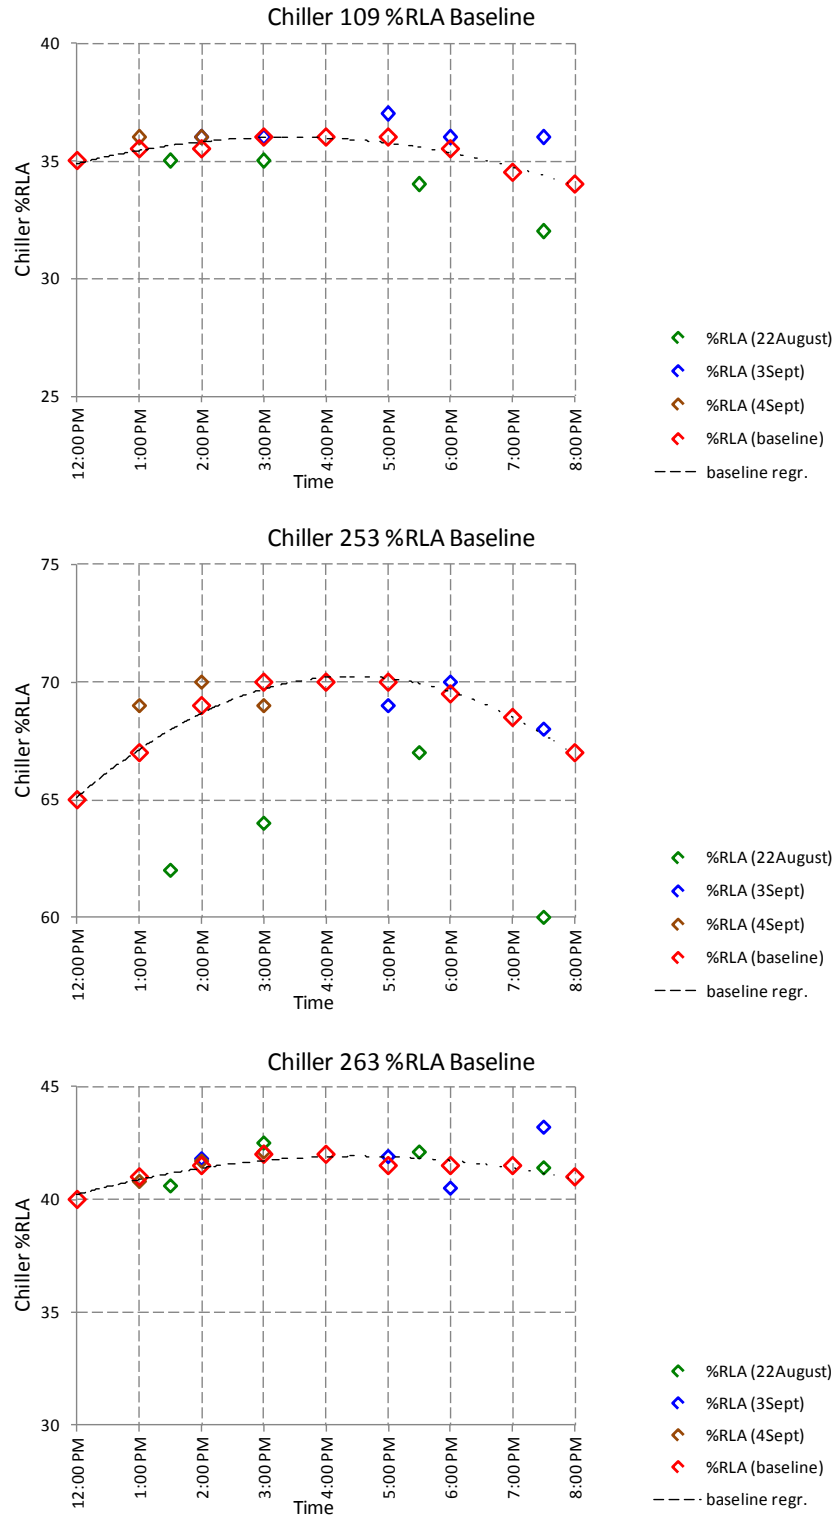 Chiller 109 %RLA Baseline
40
35
30
25
Chiller %RLA
12:00 PM
1:00 PM
2:00 PM
3:00 PM
4:00 PM
5:00 PM
6:00 PM
7:00 PM
8:00 PM
Time
%RLA (22August)
%RLA (3Sept)
%RLA (4Sept)
%RLA (baseline)
baseline regr.
Chiller 253 %RLA Baseline
75
70
65
60
Chiller %RLA
12:00 PM
1:00 PM
2:00 PM
3:00 PM
4:00 PM
5:00 PM
6:00 PM
7:00 PM
8:00 PM
Time
%RLA (22August)
%RLA (3Sept)
%RLA (4Sept)
%RLA (baseline)
baseline regr.
Chiller 263 %RLA Baseline
45
40
35
30
Chiller %RLA
12:00 PM
1:00 PM
2:00 PM
3:00 PM
4:00 PM
5:00 PM
6:00 PM
7:00 PM
8:00 PM
Time
%RLA (22August)
%RLA (3Sept)
%RLA (4Sept)
%RLA (baseline)
baseline regr.